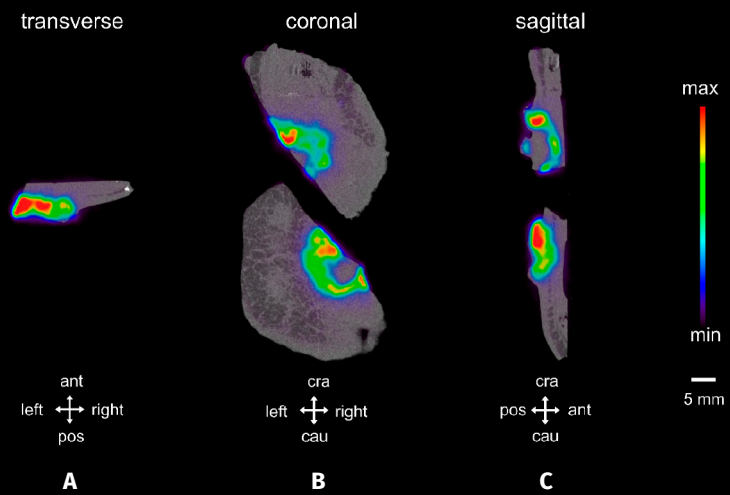 transverse
coronal
sagittal
max
min
5 mm
ant
left right
pos
cra
left right
cau
cra
pos ant
cau
A
B
C